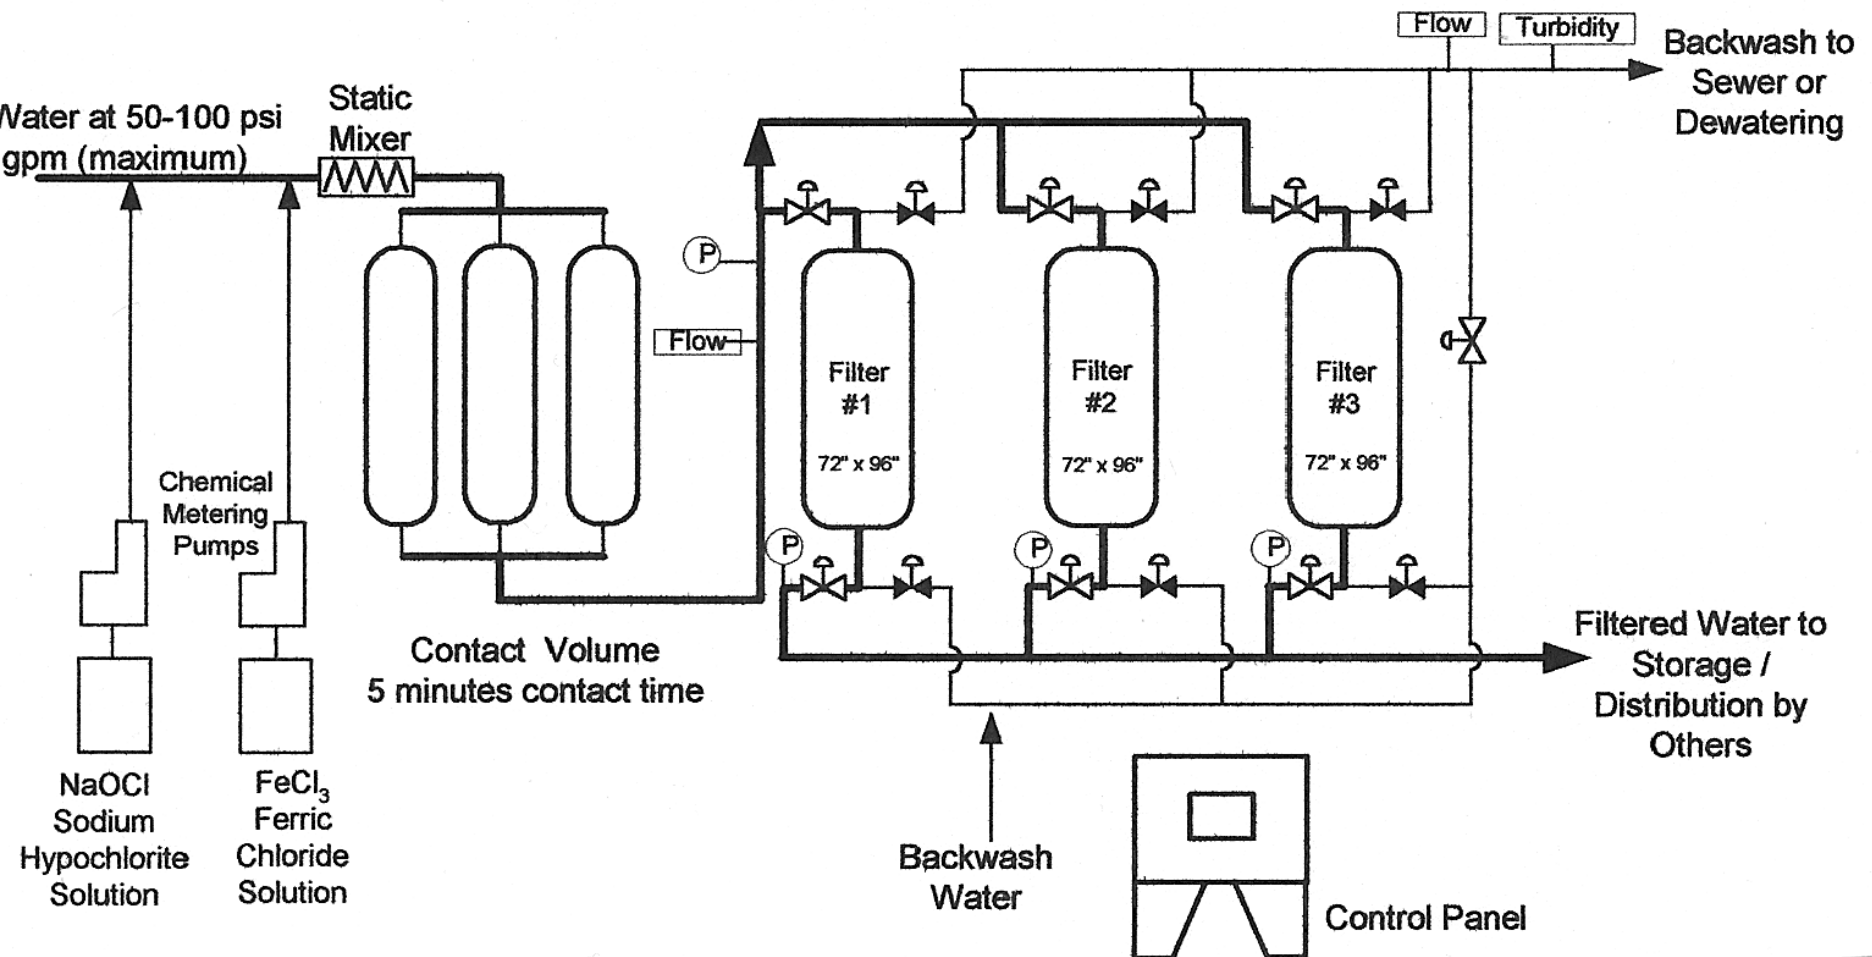 Flow
Turbidity
Backwash to
Sewer or
Dewatering
Water at 50-100 psi
gpm (maximum)
Static
Mixer
P
Flow
Filter
#1
72" x 96"
Filter
#2
72" x 96"
Filter
#3
72" x 96"
Chemical
Metering
Pumps
P
P
P
Contact Volume
5 minutes contact time
Filtered Water to
Storage /
Distribution by
Others
NaOCl
Sodium
Hypochlorite
Solution
FeCl3
Ferric
Chloride
Solution
Backwash
Water
Control Panel